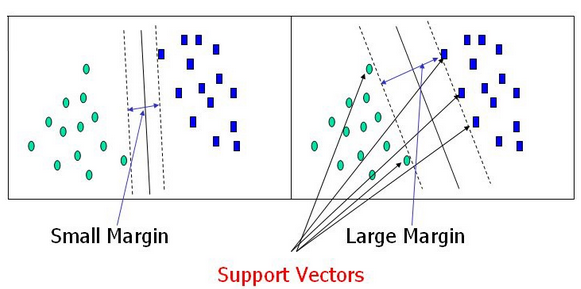 Small Margin
Large Margin
Support Vectors